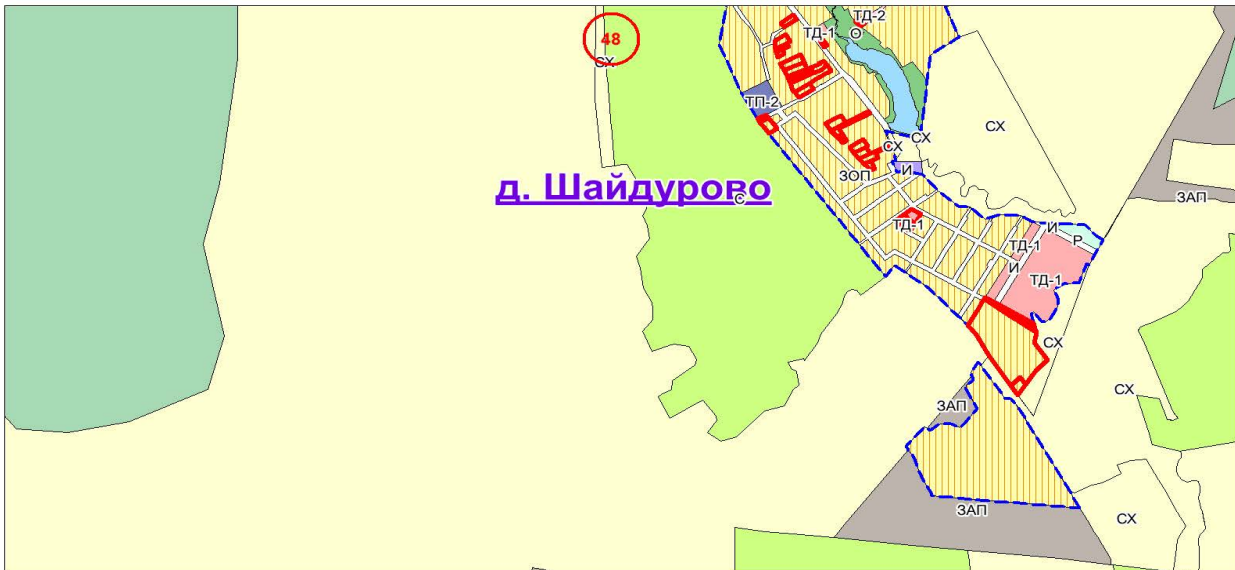 ТД-2
О
ТД-1
48
СХ
ТП-2
СХ
СХ
СХ
И
ЗОП
д. Шайдурово
С
ЗАП
ТД-1
И
Р
ТД-1
И
ТД-1
СХ
СХ
ЗАП
ЗАП
СХ